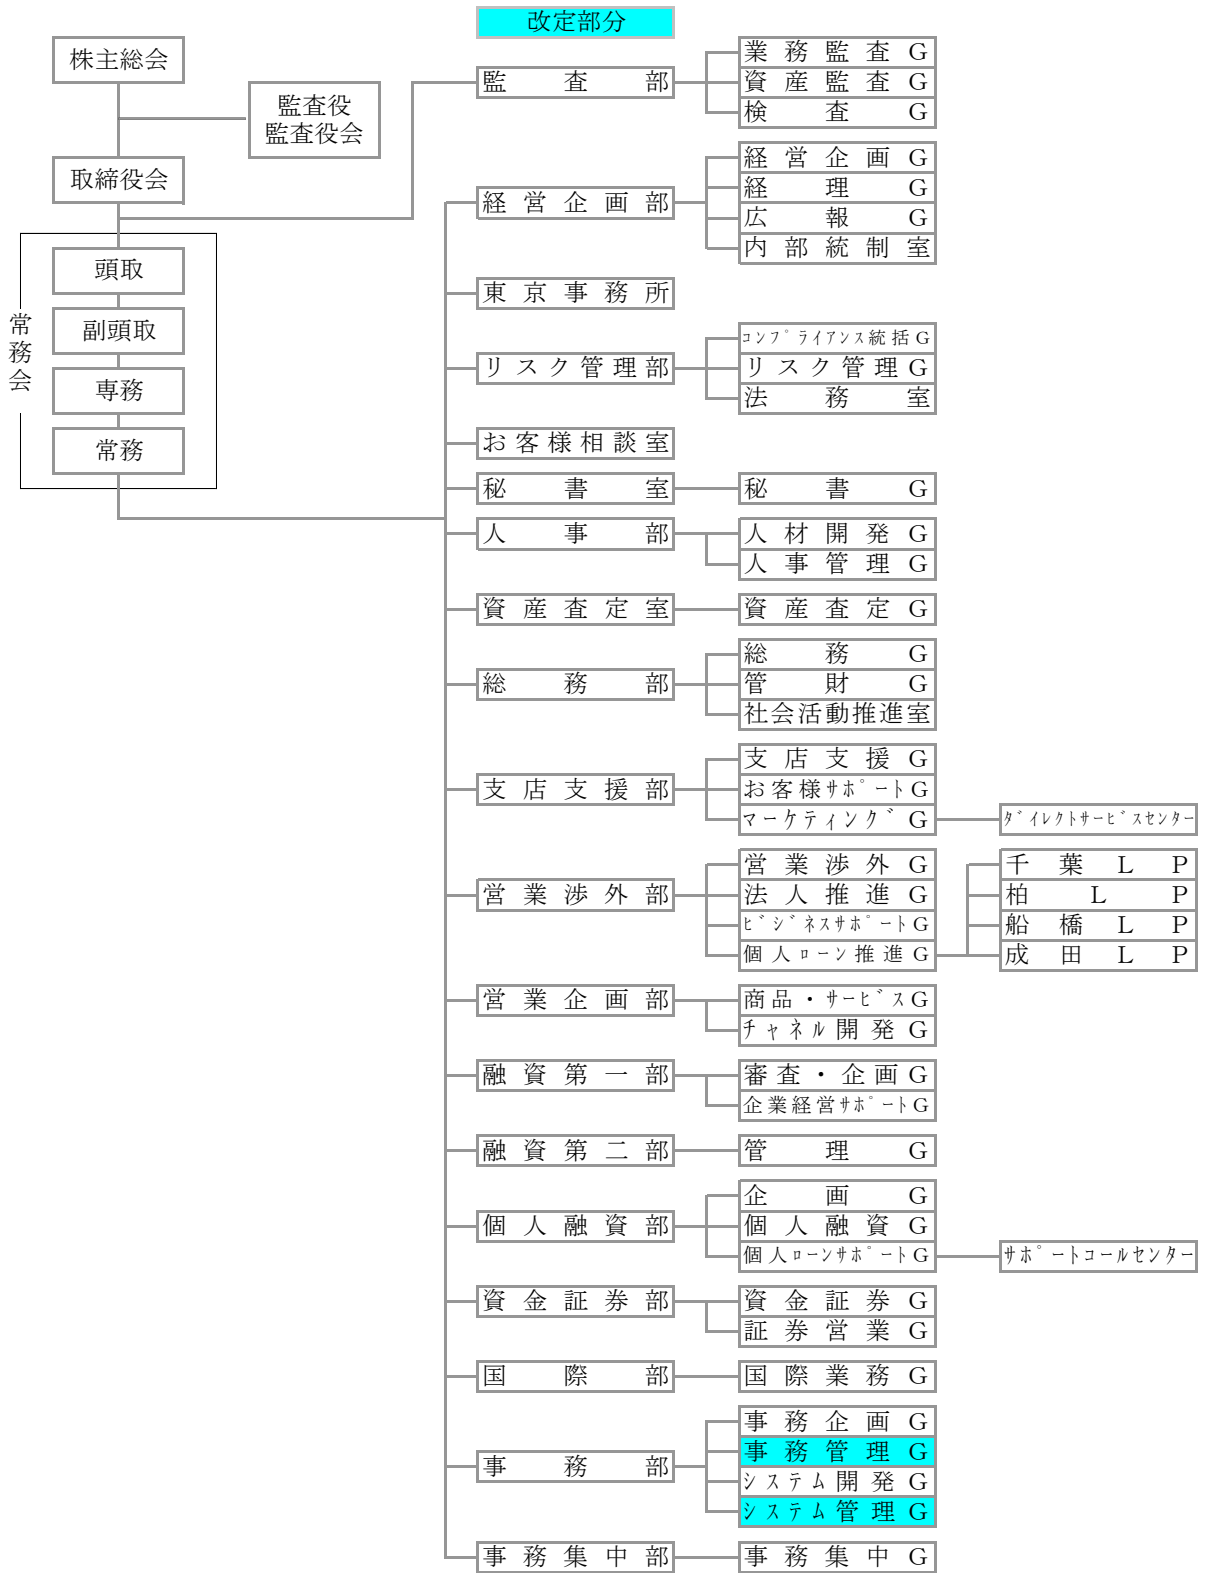 改定部分
株主総会
監査役
監査役会
取締役会
常務会
頭取
副頭取
専務
常務
監査部
業務監査G
資産監査G
検査G
経営企画部
経営企画G
経理G
広報G
内部統制室
東京事務所
リスク管理部
コンプライアンス統括G
リスク管理G
法務室
お客様相談室
秘書室
秘書G
人事部
人材開発G
人事管理G
資産査定室
資産査定G
総務部
総務G
管財G
社会活動推進室
支店支援部
支店支援G
お客様サポートG
マーケティングG
ダイレクトサービスセンター
営業渉外部
営業渉外G
法人推進G
ビジネスサポートG
個人ローン推進G
千葉LP
柏LP
船橋LP
成田LP
営業企画部
商品・サービスG
チャネル開発G
融資第一部
審査・企画G
企業経営サポートG
融資第二部
管理G
個人融資部
企画G
個人融資G
個人ローンサポートG
サポートコールセンター
資金証券部
資金証券G
証券営業G
国際部
国際業務G
事務部
事務企画G
事務管理G
システム開発G
システム管理G
事務集中部
事務集中G